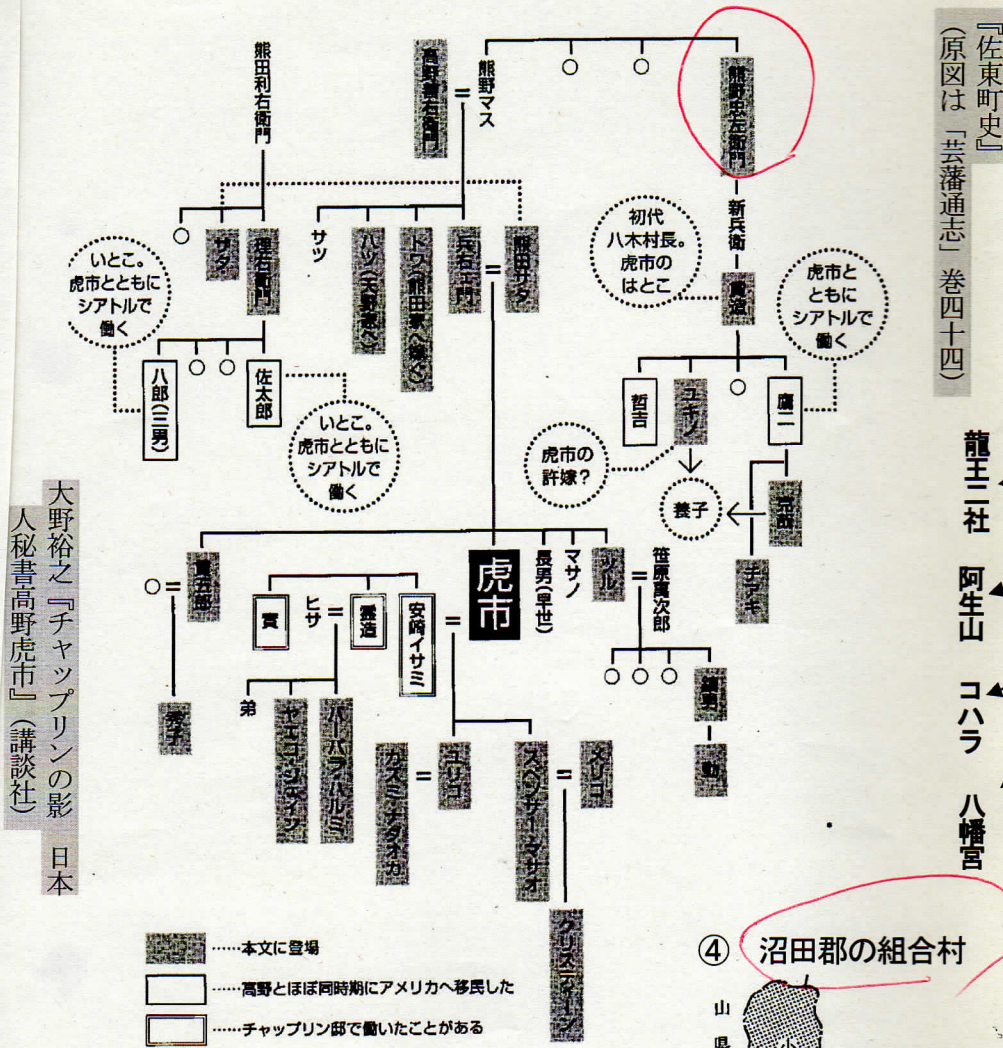 『佐東町史』
(原図は「芸藩通志」巻四十四)
熊野忠左衛門
○
○
熊野マス
=
高野善右衛門
熊田利右衛門
新兵衛
初代
八木村長。
虎市の
はとこ
虎市と
ともに
シアトルで
働く
熊田サタ
=
兵右エ門
トワ(熊田家へ嫁ぐ)
ハツ(天野家へ)
サツ
理右衛門
サダ
○
いとこ。
虎市とともに
シアトルで
働く
鷹二
○
ユキノ
哲吉
佐太郎
○
○
八郎(三男)
いとこ。
虎市とともに
シアトルで
働く
虎市の
許嫁?
養子
チアキ
笹原萬次郎
=
ツル
マサノ
長男(早世)
虎市
=
安崎イサミ
=
ヒサ
寛
○=
○
○
○
勲
メリコ
=
スペンサー・マサオ
ユリコ
=
カスミ・ナダオカ
バーバラ・ハルミ
ヤエコ・ジェイン
弟
秀子
クリスティーン
大野裕之『チャップリンの影 日本
人秘書高野虎市』(講談社)
……本文に登場
……高野とほぼ同時期にアメリカへ移民した
……チャップリン邸で働いたことがある
龍王二社
阿生山
コハラ
八幡宮
④ 沼田郡の組合村
山
県
小